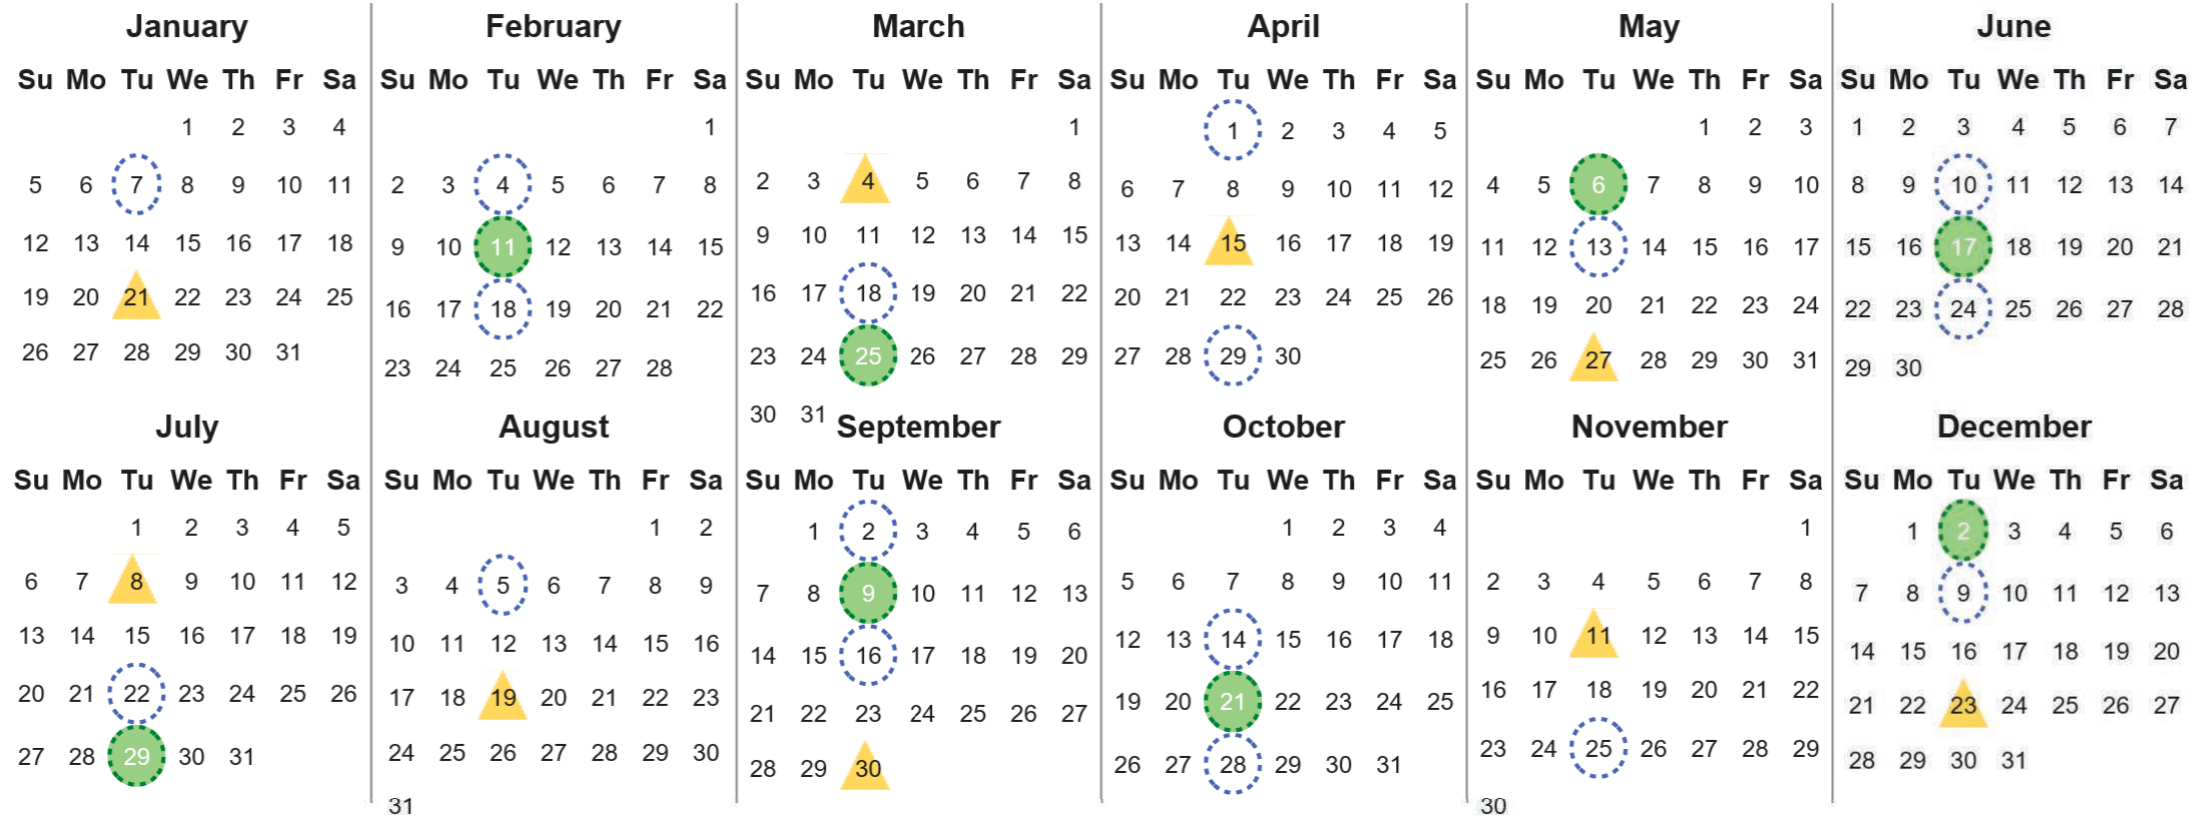 January February March April May June
Su Mo Tu We Th Fr Sa Su Mo Tu We Th Fr Sa Su Mo Tu We Th Fr Sa Su Mo Tu We Th Fr Sa Su Mo Tu We Th Fr Sa Su Mo Tu We Th Fr Sa
1 2 3 4 1 1 1 2 3 4 5 1 2 3 1 2 3 4 5 6 7
5 6 7 8 9 10 11 2 3 4 5 6 7 8 2 3 4 5 6 7 8 6 7 8 9 10 11 12 4 5 6 7 8 9 10 8 9 10 11 12 13 14
12 13 14 15 16 17 18 9 10 11 12 13 14 15 9 10 11 12 13 14 15 13 14 15 16 17 18 19 11 12 13 14 15 16 17 15 16 17 18 19 20 21
19 20 21 22 23 24 25 16 17 18 19 20 21 22 16 17 18 19 20 21 22 20 21 22 23 24 25 26 18 19 20 21 22 23 24 22 23 24 25 26 27 28
26 27 28 29 30 31 23 24 25 26 27 28 23 24 25 26 27 28 29 27 28 29 30 25 26 27 28 29 30 31 29 30
30 31
July August September October November December
Su Mo Tu We Th Fr Sa Su Mo Tu We Th Fr Sa Su Mo Tu We Th Fr Sa Su Mo Tu We Th Fr Sa Su Mo Tu We Th Fr Sa Su Mo Tu We Th Fr Sa
1 2 3 4 5 1 2 1 2 3 4 5 6 1 2 3 4 1 1 2 3 4 5 6
6 7 8 9 10 11 12 3 4 5 6 7 8 9 7 8 9 10 11 12 13 5 6 7 8 9 10 11 2 3 4 5 6 7 8 7 8 9 10 11 12 13
13 14 15 16 17 18 19 10 11 12 13 14 15 16 14 15 16 17 18 19 20 12 13 14 15 16 17 18 9 10 11 12 13 14 15 14 15 16 17 18 19 20
20 21 22 23 24 25 26 17 18 19 20 21 22 23 21 22 23 24 25 26 27 19 20 21 22 23 24 25 16 17 18 19 20 21 22 21 22 23 24 25 26 27
27 28 29 30 31 24 25 26 27 28 29 30 28 29 30 26 27 28 29 30 31 23 24 25 26 27 28 29 28 29 30 31
31 30